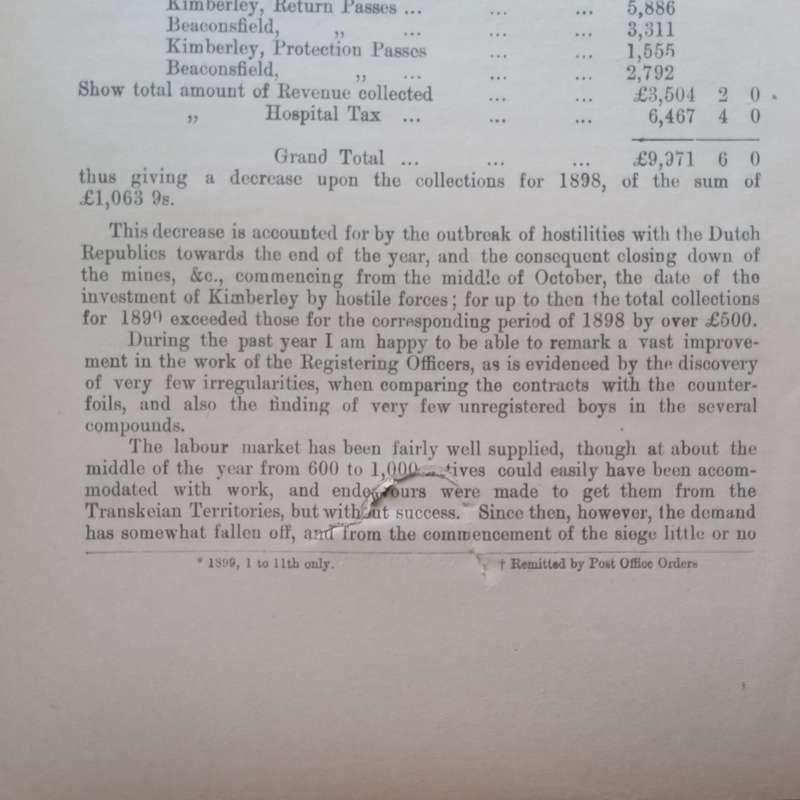 Kimberley, Return Passes ... ... ... 5,886
Beaconsfield, „ ... ... ... 3,311
Kimberley, Protection Passes ... ... 1,555
Beaconsfield, „ ... ... ... 2,792
Show total amount of Revenue collected ... ... £3,504 2 0
„ Hospital Tax ... ... ... 6,467 4 0
Grand Total ... ... ... £9,971 6 0
thus giving a decrease upon the collections for 1898, of the sum of
£1,063 9s.
This decrease is accounted for by the outbreak of hostilities with the Dutch
Republics towards the end of the year, and the consequent closing down of
the mines, &c., commencing from the middle of October, the date of the
investment of Kimberley by hostile forces; for up to then the total collections
for 1899 exceeded those for the corresponding period of 1898 by over £500.
During the past year I am happy to be able to remark a vast improve-
ment in the work of the Registering Officers, as is evidenced by the discovery
of very few irregularities, when comparing the contracts with the counter-
foils, and also the finding of very few unregistered boys in the several
compounds.
The labour market has been fairly well supplied, though at about the
middle of the year from 600 to 1,000 tives could easily have been accom-
modated with work, and endeavours were made to get them from the
Transkeian Territories, but without success. Since then, however, the demand
has somewhat fallen off, and from the commencement of the siege little or no
* 1899, 1 to 11th only. † Remitted by Post Office Orders